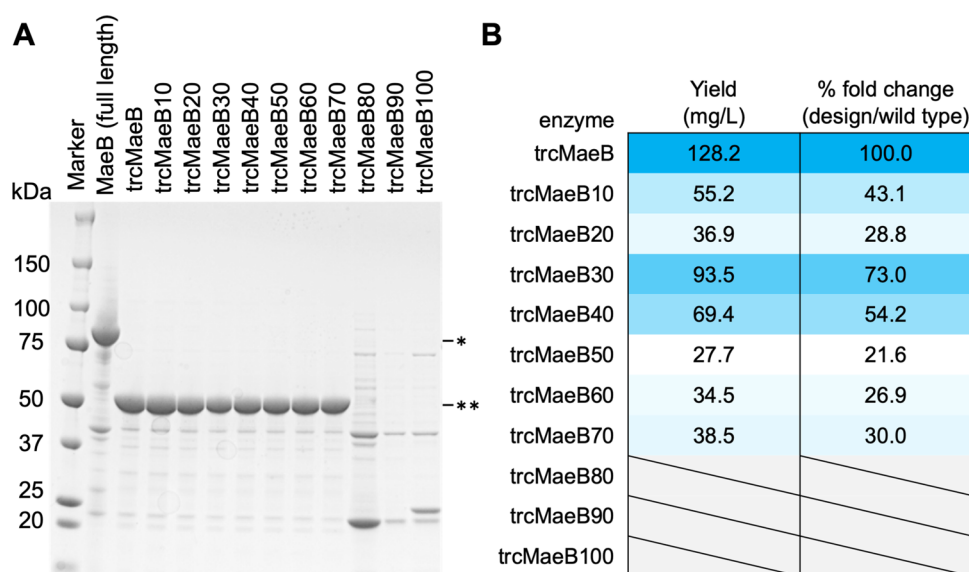 A
Marker
MaeB (full length)
trcMaeB
trcMaeB10
trcMaeB20
trcMaeB30
trcMaeB40
trcMaeB50
trcMaeB60
trcMaeB70
trcMaeB80
trcMaeB90
trcMaeB100
kDa
150
100
75
50
37
25
20
*
**
B
enzyme Yield (mg/L) % fold change (design/wild type)
trcMaeB 128.2 100.0
trcMaeB10 55.2 43.1
trcMaeB20 36.9 28.8
trcMaeB30 93.5 73.0
trcMaeB40 69.4 54.2
trcMaeB50 27.7 21.6
trcMaeB60 34.5 26.9
trcMaeB70 38.5 30.0
trcMaeB80
trcMaeB90
trcMaeB100